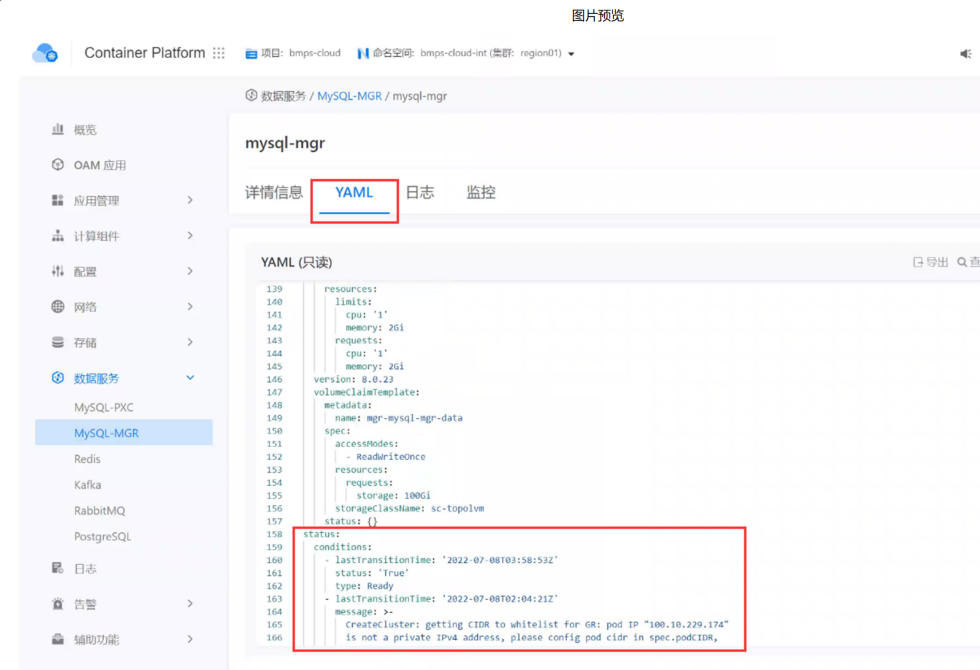 图片预览
Container Platform
项目: bmps-cloud
命名空间: bmps-cloud-int (集群: region01)
数据服务 / MySQL-MGR / mysql-mgr
mysql-mgr
详情信息 YAML 日志 监控
概览
OAM 应用
应用管理
计算组件
配置
网络
存储
数据服务
MySQL-PXC
MySQL-MGR
Redis
Kafka
RabbitMQ
PostgreSQL
日志
告警
辅助功能
YAML (只读)
导出 查
139 resources:
140 limits:
141 cpu: '1'
142 memory: 2Gi
143 requests:
144 cpu: '1'
145 memory: 2Gi
146 version: 8.0.23
147 volumeClaimTemplate:
148 metadata:
149 name: mgr-mysql-mgr-data
150 spec:
151 accessModes:
152 - ReadWriteOnce
153 resources:
154 requests:
155 storage: 100Gi
156 storageClassName: sc-topolvm
157 status: {}
158 status:
159 conditions:
160 - lastTransitionTime: '2022-07-08T03:58:53Z'
161 status: 'True'
162 type: Ready
163 - lastTransitionTime: '2022-07-08T02:04:21Z'
164 message: >-
165 CreateCluster: getting CIDR to whitelist for GR: pod IP "100.10.229.174"
166 is not a private IPv4 address, please config pod cidr in spec.podCIDR,